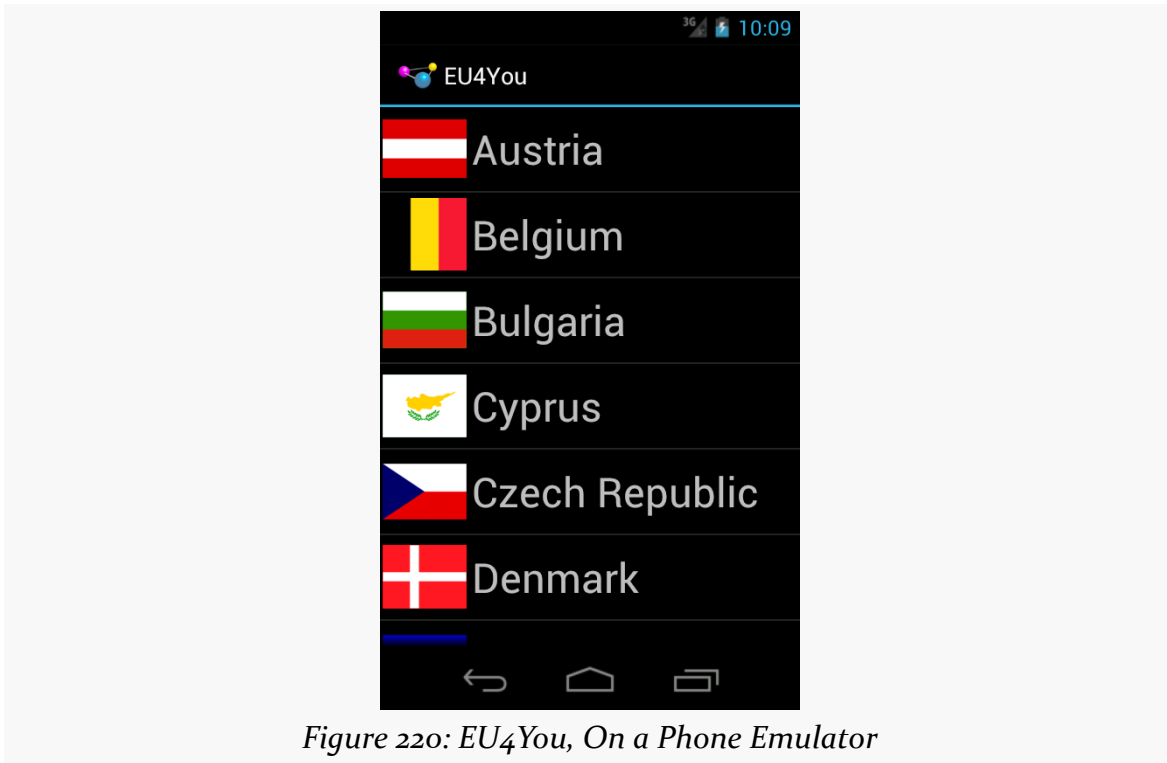 3G 10:09
EU4You
Austria
Belgium
Bulgaria
Cyprus
Czech Republic
Denmark
Figure 220: EU4You, On a Phone Emulator